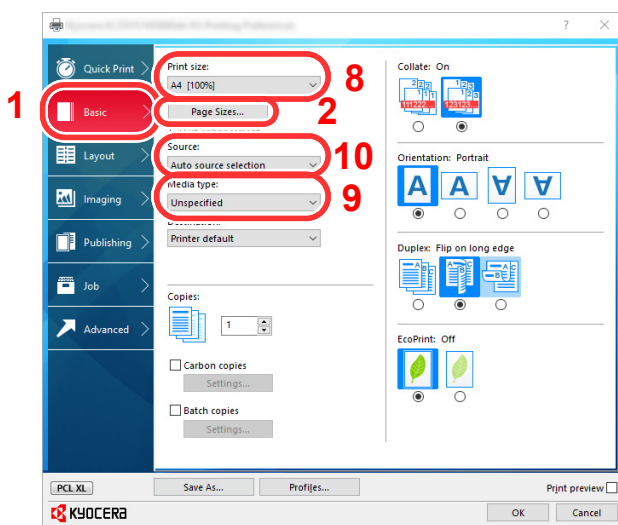 ?
Quick Print
Print size:
8
Collate: On
A4 [100%]
1
Basic
Page Sizes...
2
Source:
10
Layout
Auto source selection
Orientation: Portrait
Media type:
9
Imaging
Unspecified
A A A A
Publishing
Printer default
Duplex: Flip on long edge
Job
Copies:
Advanced
1
EcoPrint: Off
Carbon copies
Settings...
Batch copies
Settings...
PCL XL
Save As...
Profiles...
Print preview
KYOCERA
OK
Cancel